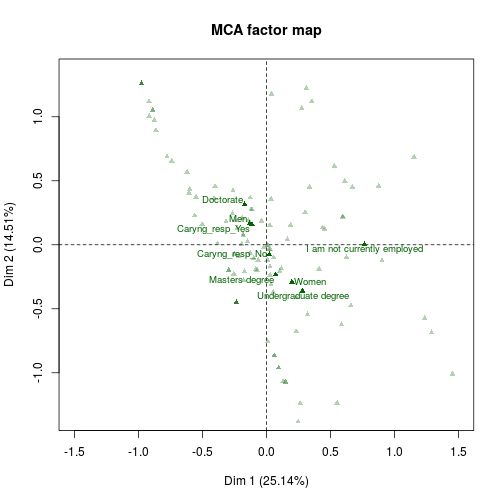 MCA factor map
Dim 2 (14.51%)
1.0
0.5
0.0
-0.5
-1.0
Doctorate
Men
Caryng_resp_Yes
I am not currently employed
Caryng_resp_No
Masters degree
Women
Undergraduate degree
-1.5 -1.0 -0.5 0.0 0.5 1.0 1.5
Dim 1 (25.14%)